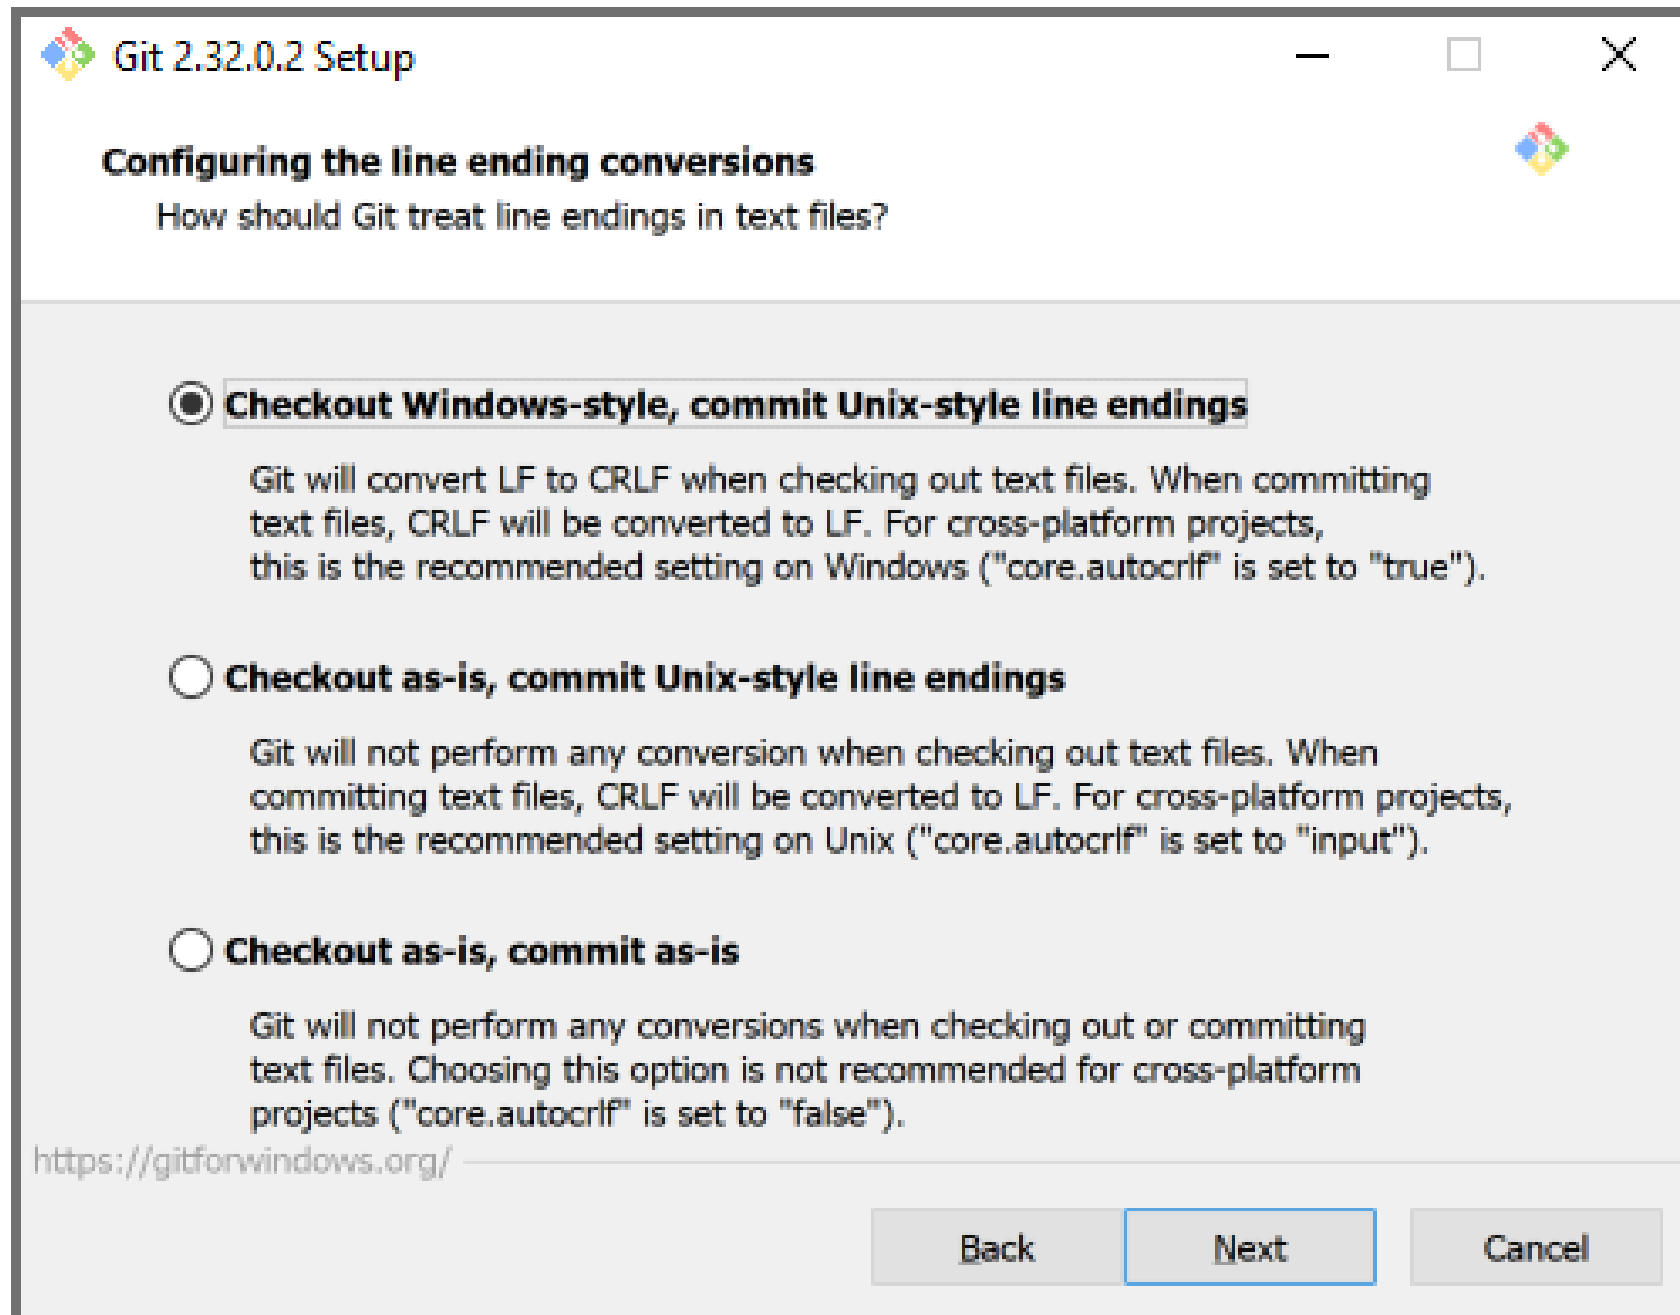 Git 2.32.0.2 Setup
Configuring the line ending conversions
How should Git treat line endings in text files?
Checkout Windows-style, commit Unix-style line endings
Git will convert LF to CRLF when checking out text files. When committing
text files, CRLF will be converted to LF. For cross-platform projects,
this is the recommended setting on Windows ("core.autocrlf" is set to "true").
Checkout as-is, commit Unix-style line endings
Git will not perform any conversion when checking out text files. When
committing text files, CRLF will be converted to LF. For cross-platform projects,
this is the recommended setting on Unix ("core.autocrlf" is set to "input").
Checkout as-is, commit as-is
Git will not perform any conversions when checking out or committing
text files. Choosing this option is not recommended for cross-platform
projects ("core.autocrlf" is set to "false").
https://gitforwindows.org/
Back Next Cancel